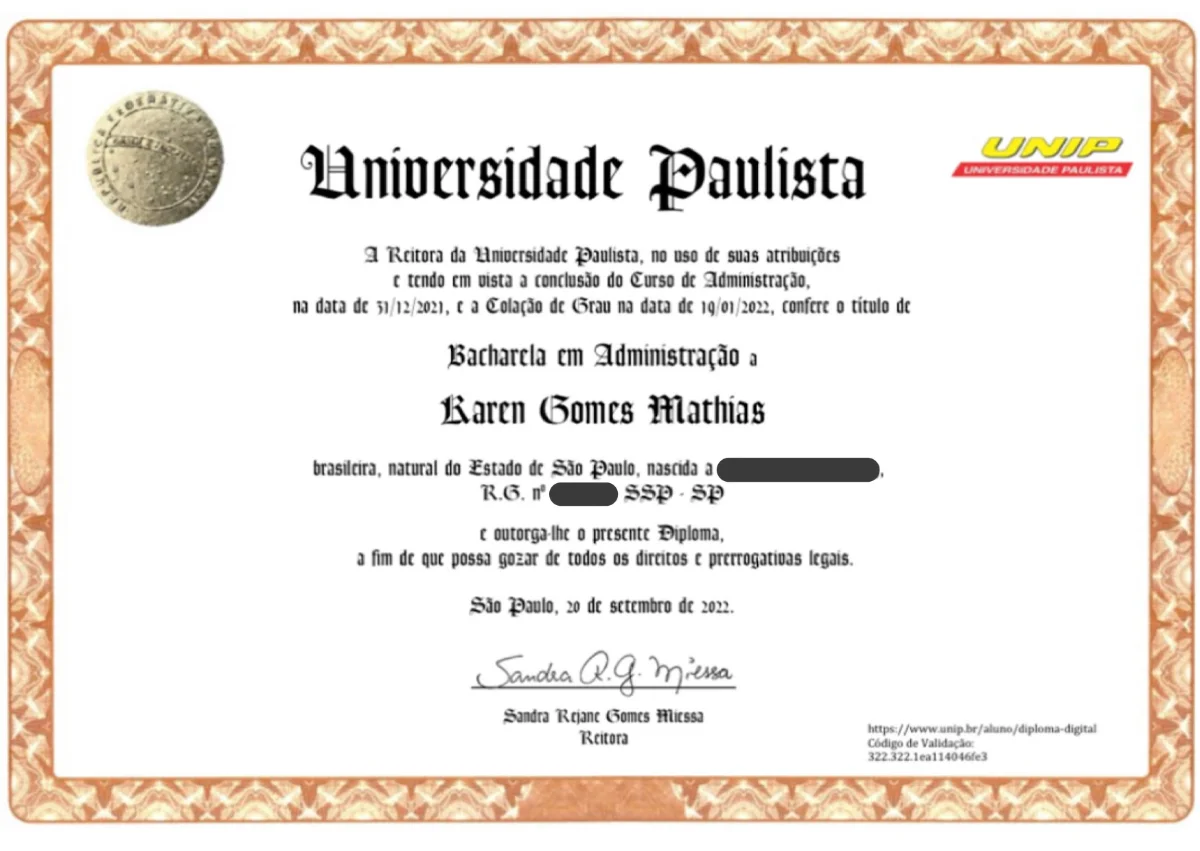 REPÚBLICA FEDERATIVA DO BRASIL
Universidade Paulista
UNIP
UNIVERSIDADE PAULISTA
A Reitora da Universidade Paulista, no uso de suas atribuições
e tendo em vista a conclusão do Curso de Administração,
na data de 31/12/2021, e a Colação de Grau na data de 19/01/2022, confere o título de
Bacharela em Administração a
Karen Gomes Mathias
brasileira, natural do Estado de São Paulo, nascida a ,
R.G. nº SSP - SP
e outorga-lhe o presente Diploma,
a fim de que possa gozar de todos os direitos e prerrogativas legais.
São Paulo, 20 de setembro de 2022.
Sandra R. G. Miessa
Sandra Rejane Gomes Miessa
Reitora
https://www.unip.br/aluno/diploma-digital
Código de Validação:
322.322.1ea114046fe3